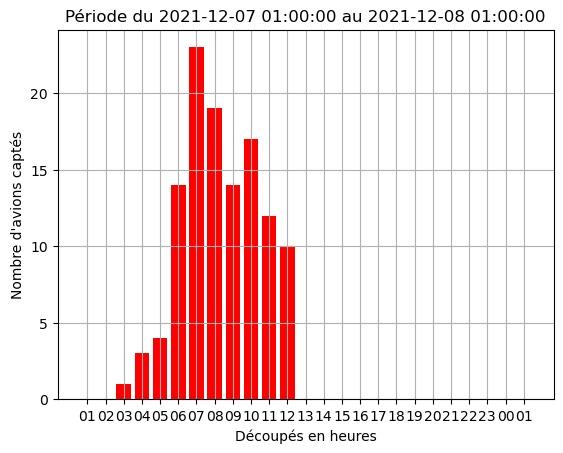 Période du 2021-12-07 01:00:00 au 2021-12-08 01:00:00
Nombre d'avions captés
20
15
10
5
0
01 02 03 04 05 06 07 08 09 10 11 12 13 14 15 16 17 18 19 20 21 22 23 00 01
Découpés en heures